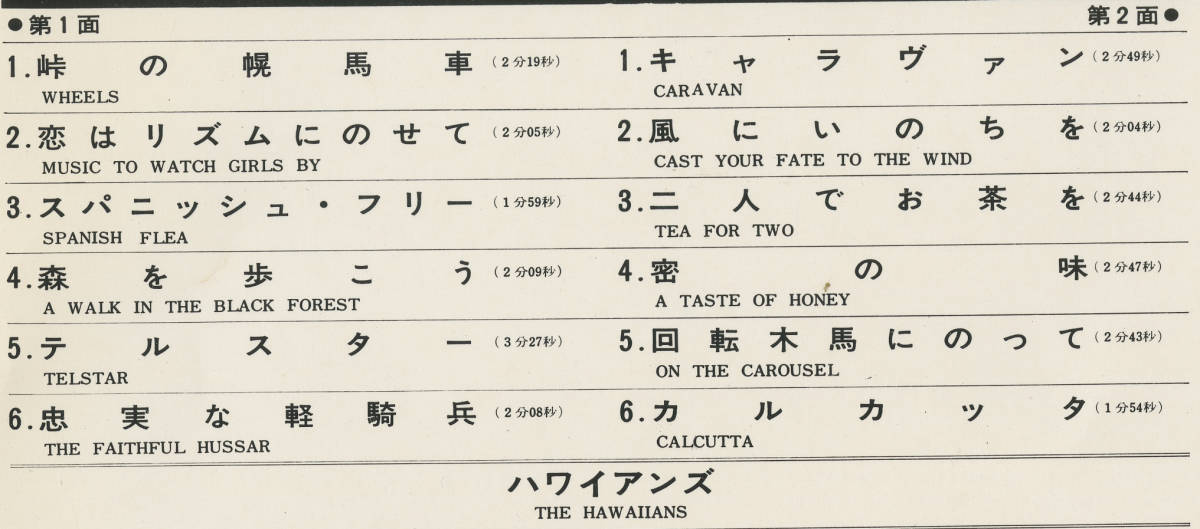 ●第1面
1.峠の幌馬車(2分19秒)
WHEELS
2.恋はリズムにのせて(2分05秒)
MUSIC TO WATCH GIRLS BY
3.スパニッシュ・フリー(1分59秒)
SPANISH FLEA
4.森を歩こう(2分09秒)
A WALK IN THE BLACK FOREST
5.テルスター(3分27秒)
TELSTAR
6.忠実な軽騎兵(2分08秒)
THE FAITHFUL HUSSAR
第2面●
1.キャラヴァン(2分49秒)
CARAVAN
2.風にいのちを(2分04秒)
CAST YOUR FATE TO THE WIND
3.二人でお茶を(2分44秒)
TEA FOR TWO
4.密の味(2分47秒)
A TASTE OF HONEY
5.回転木馬にのって(2分43秒)
ON THE CAROUSEL
6.カルカッタ(1分54秒)
CALCUTTA
ハワイアンズ
THE HAWAIIANS